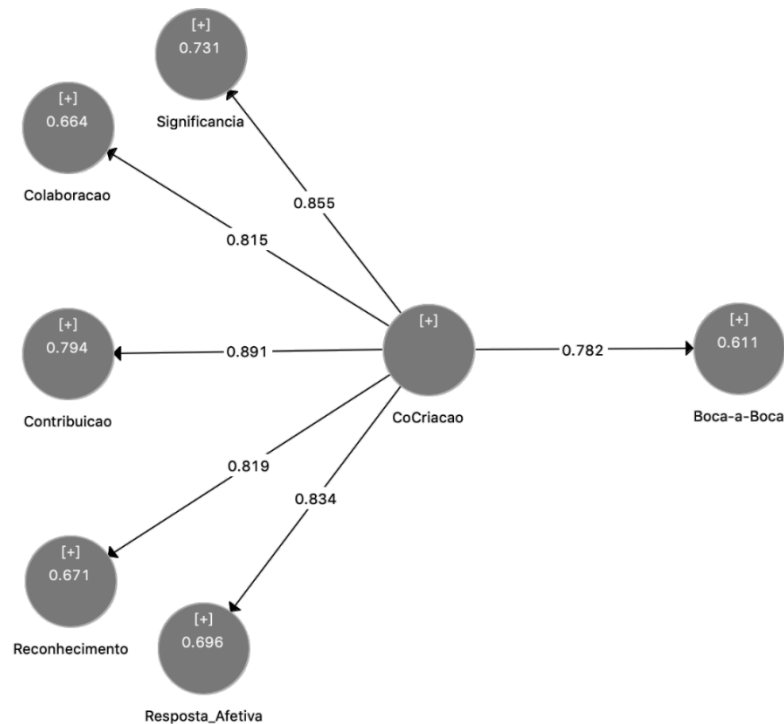 [+]
0.731
Significancia
[+]
0.664
Colaboracao
0.855
0.815
[+]
0.794
Contribuicao
0.891
[+]
CoCriacao
0.782
[+]
0.611
Boca-a-Boca
0.819
0.834
[+]
0.671
Reconhecimento
[+]
0.696
Resposta_Afetiva